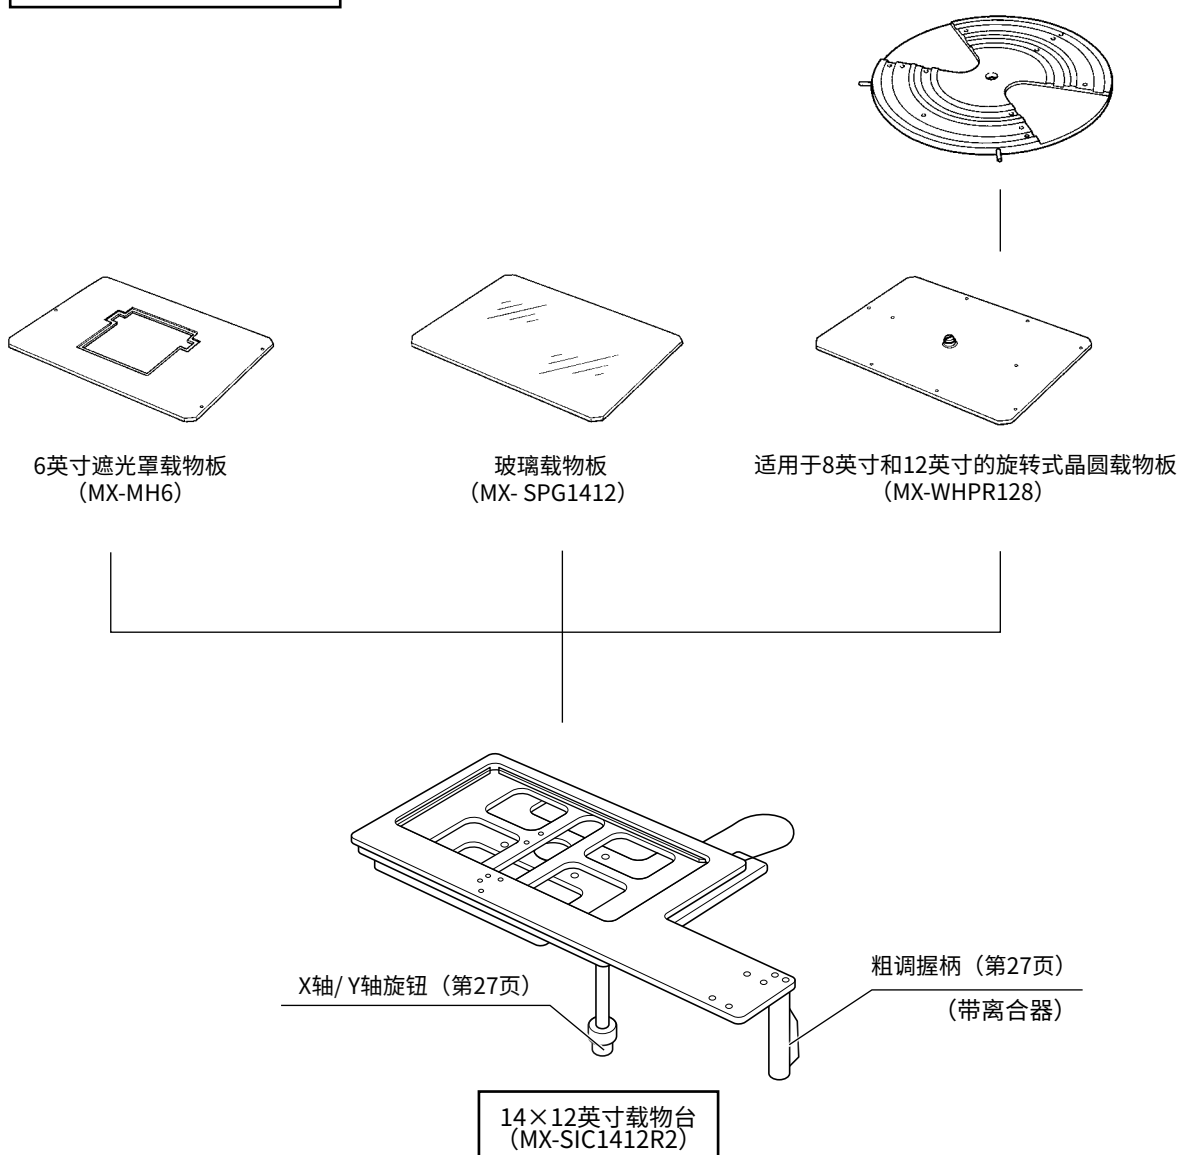 6英寸遮光罩载物板
（MX-MH6）
玻璃载物板
（MX- SPG1412）
适用于8英寸和12英寸的旋转式晶圆载物板
（MX-WHPR128）
X轴/ Y轴旋钮（第27页）
粗调握柄（第27页）
（带离合器）
14×12英寸载物台
（MX-SIC1412R2）